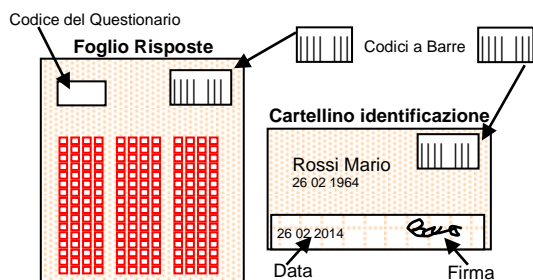 Codice del Questionario
Foglio Risposte
Codici a Barre
Cartellino identificazione
Rossi Mario
26 02 1964
26 02 2014
Data
Firma